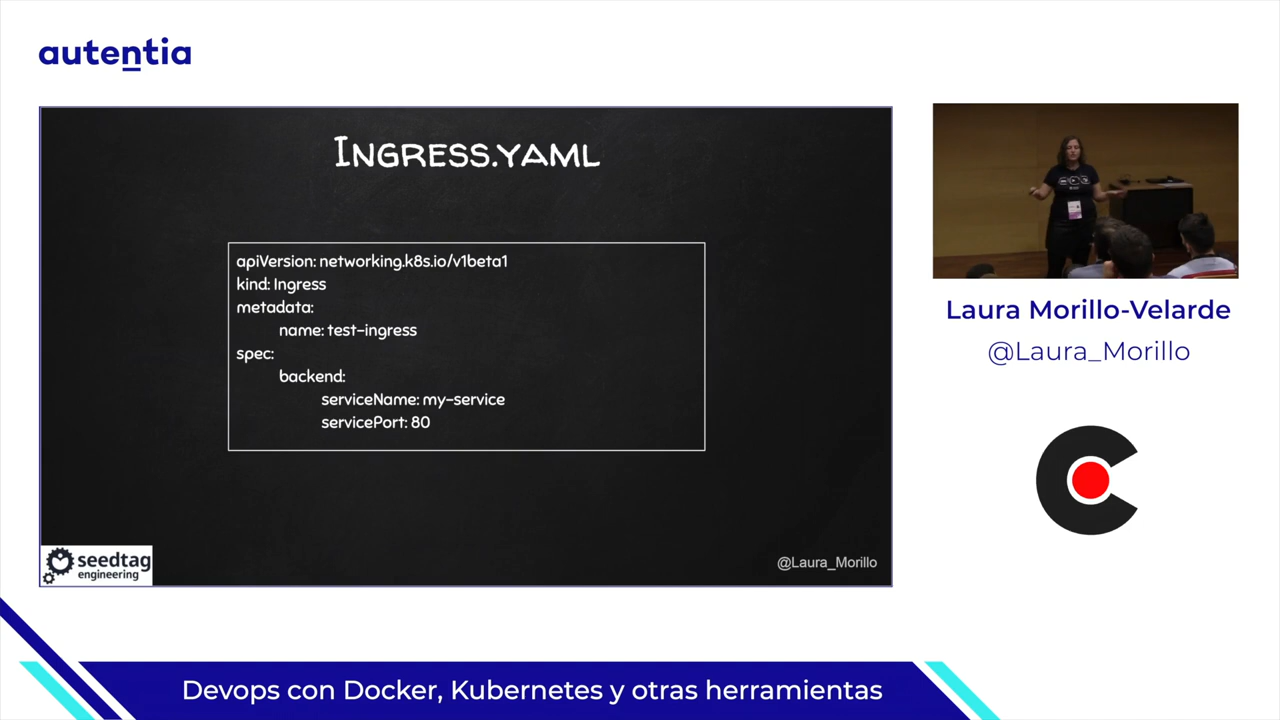 autentia
Ingress.yaml
apiVersion: networking.k8s.io/v1beta1
kind: Ingress
metadata:
name: test-ingress
spec:
backend:
serviceName: my-service
servicePort: 80
seedtag
engineering
@Laura_Morillo
Laura Morillo-Velarde
@Laura_Morillo
Devops con Docker, Kubernetes y otras herramientas